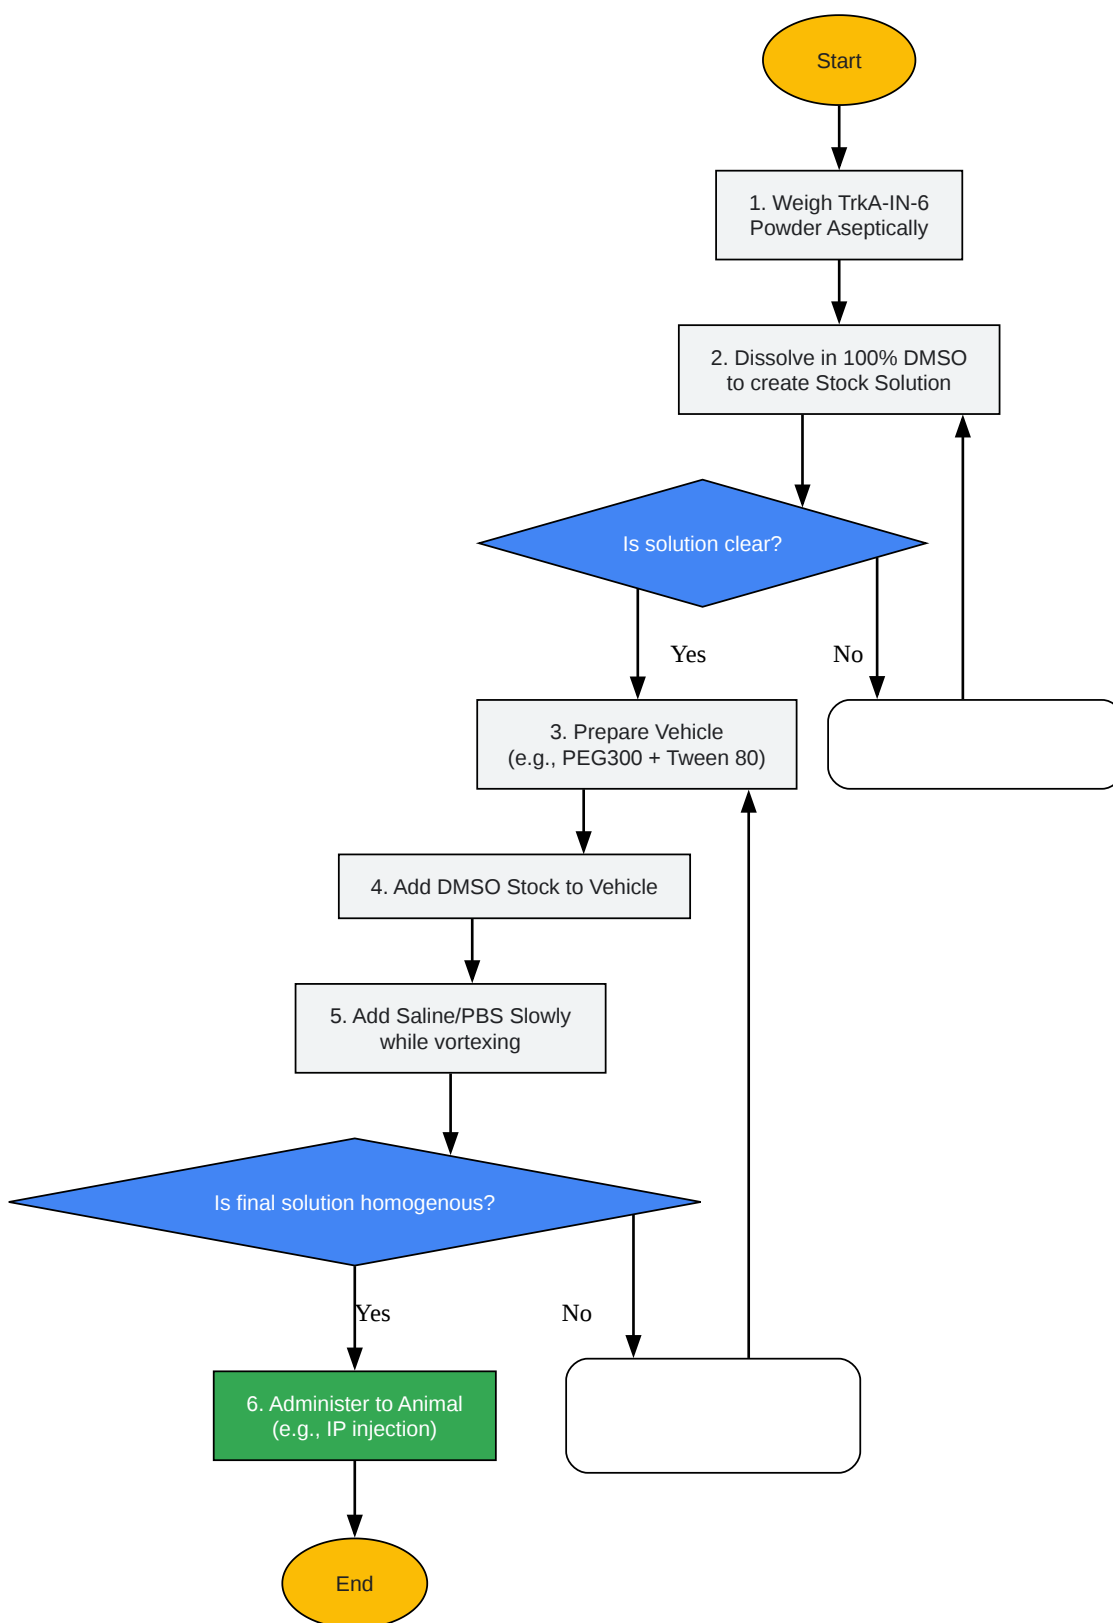 Start
1. Weigh TrkA-IN-6
Powder Aseptically
2. Dissolve in 100% DMSO
to create Stock Solution
Is solution clear?
Yes
No
3. Prepare Vehicle
(e.g., PEG300 + Tween 80)
4. Add DMSO Stock to Vehicle
5. Add Saline/PBS Slowly
while vortexing
Is final solution homogenous?
Yes
No
6. Administer to Animal
(e.g., IP injection)
End